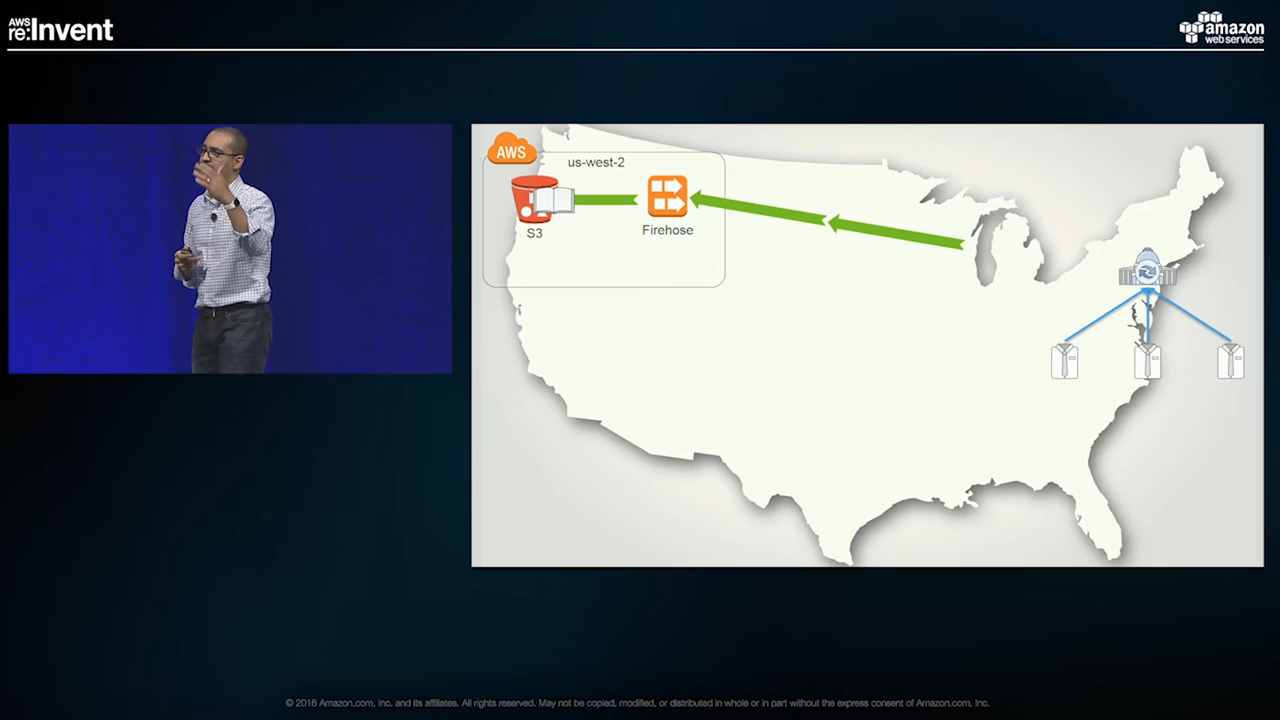 AWS
re:Invent
amazon
web services
AWS
us-west-2
S3
Firehose
© 2016 Amazon.com, Inc. and its affiliates. All rights reserved. May not be copied, modified, or distributed in whole or in part without the express consent of Amazon.com, Inc.